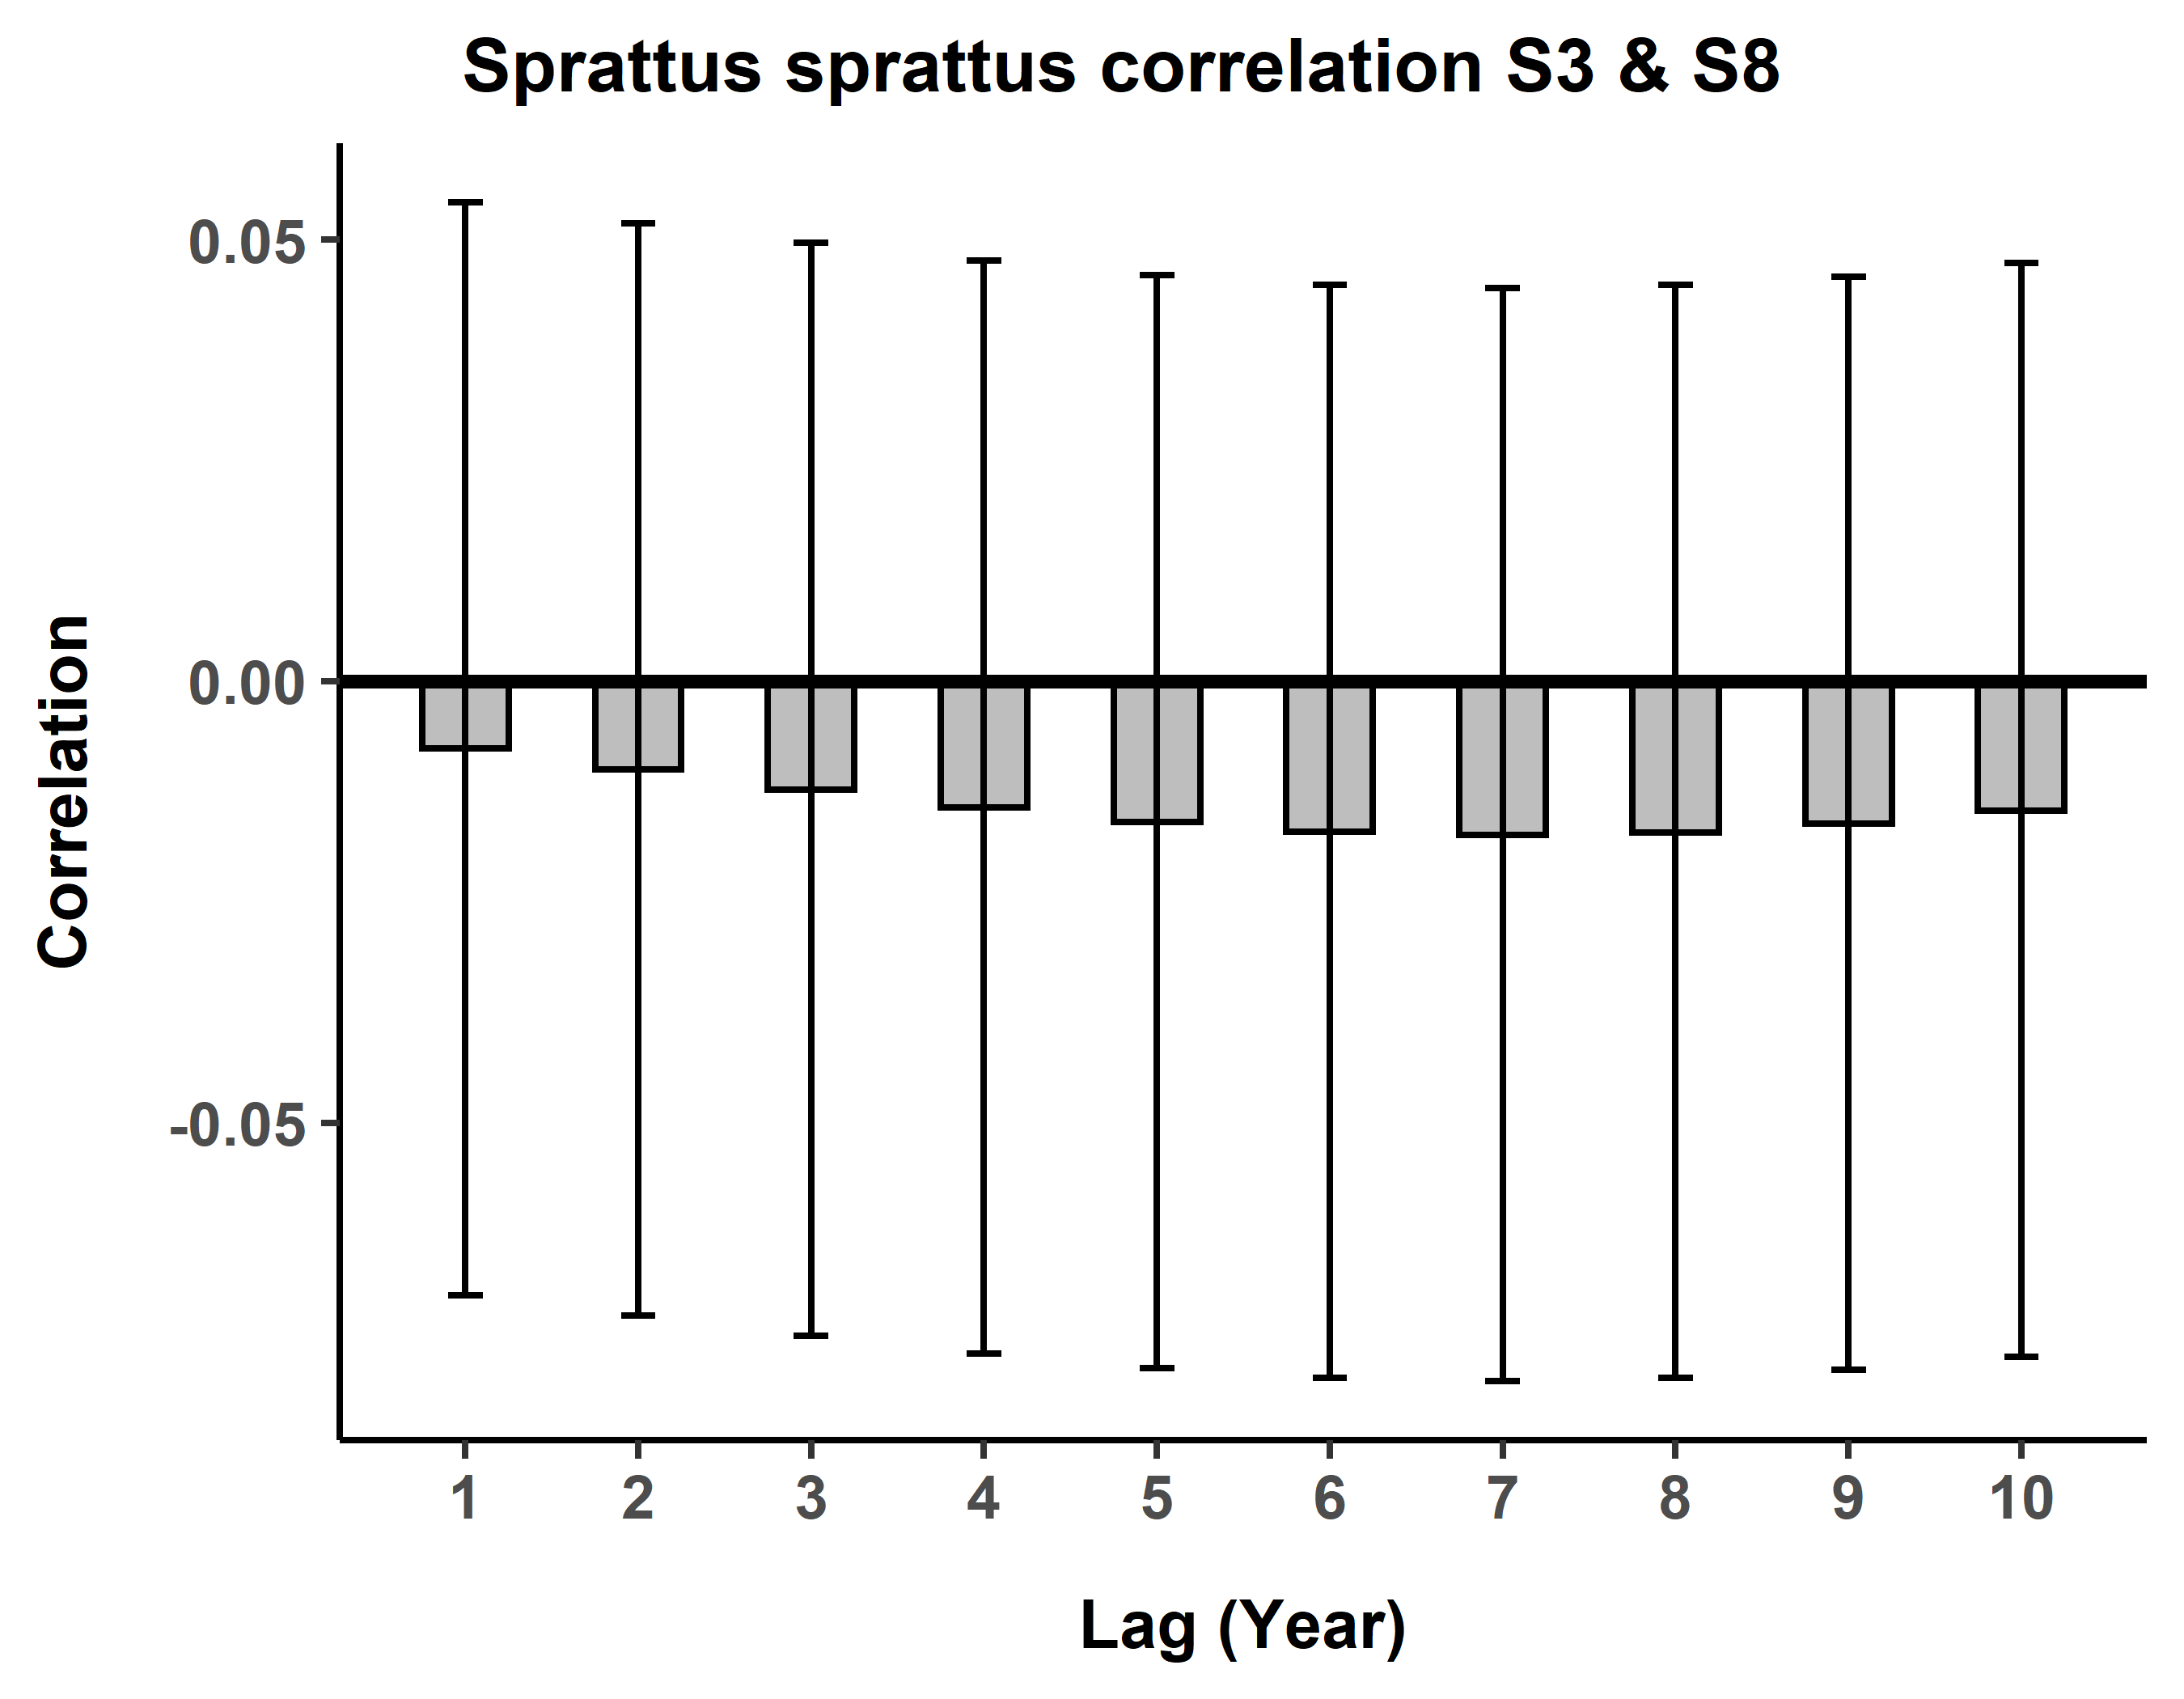 Sprattus sprattus correlation S3 & S8
Correlation
0.05
0.00
-0.05
1 2 3 4 5 6 7 8 9 10
Lag (Year)